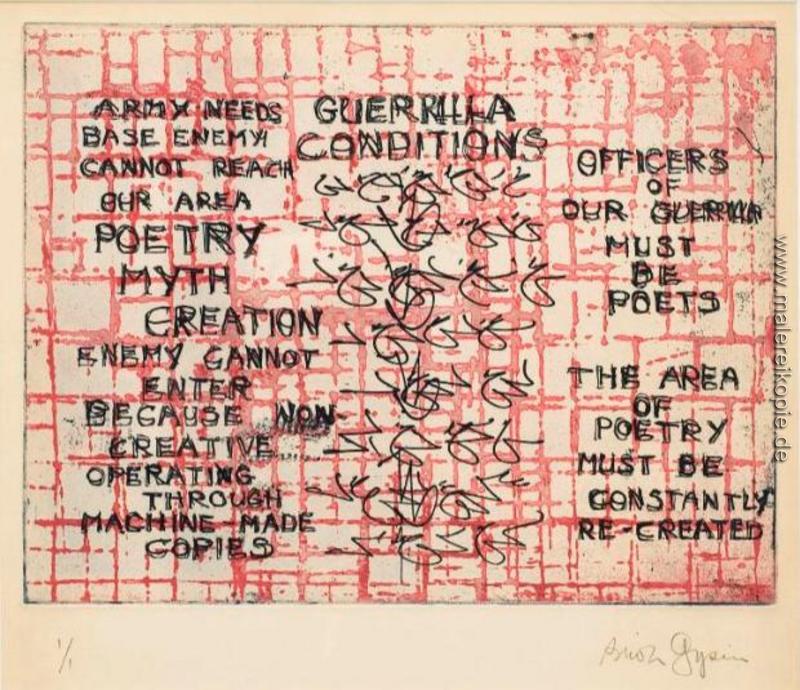 ARMY NEEDS
BASE ENEMY
CANNOT REACH
OUR AREA
POETRY
MYTH
CREATION
ENEMY CANNOT
ENTER
BECAUSE NON-
CREATIVE
OPERATING
THROUGH
MACHINE-MADE
COPIES
GUERRILLA
CONDITIONS
OFFICERS
OF
OUR GUERRILLA
MUST
BE
POETS
THE AREA
OF
POETRY
MUST BE
CONSTANTLY
RE-CREATED
1/1
Brion Gysin
www.malereikopie.de